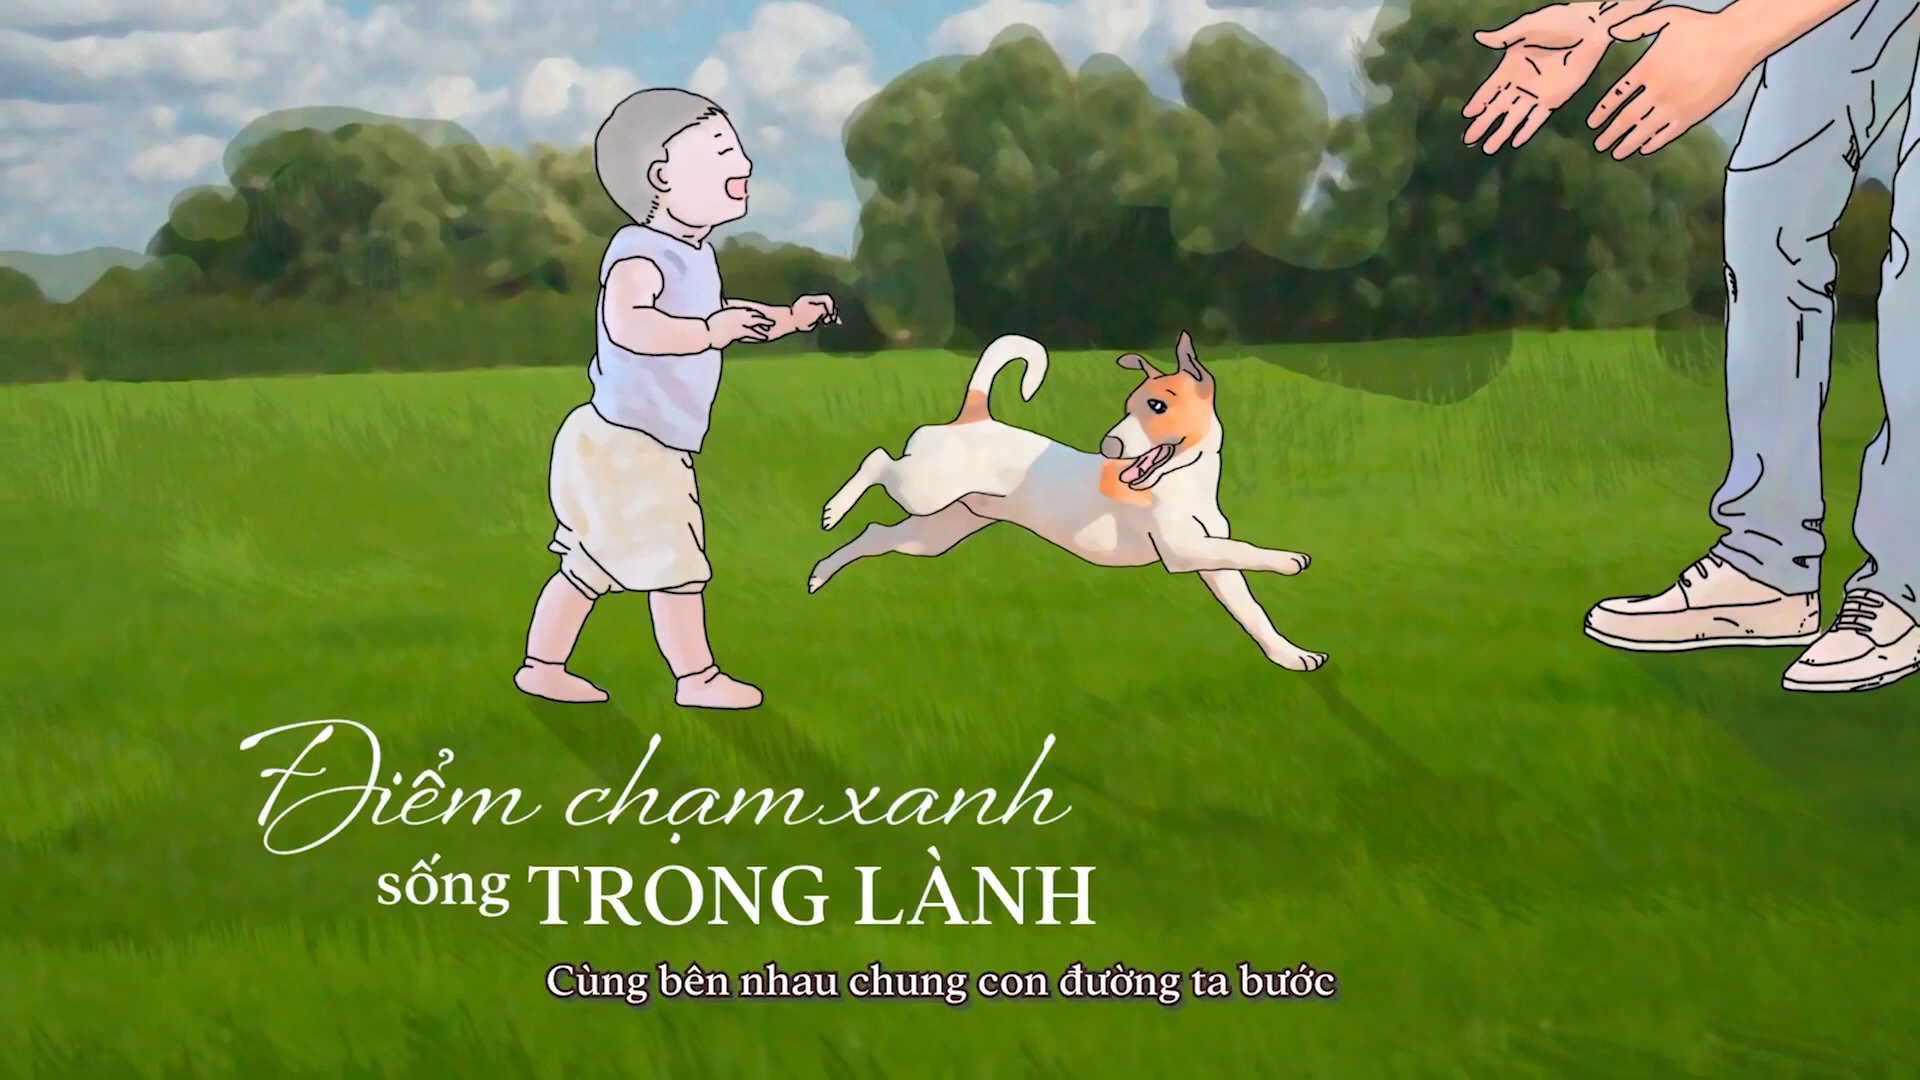 Điểm chạm xanh
sống TRONG LÀNH
Cùng bên nhau chung con đường ta bước